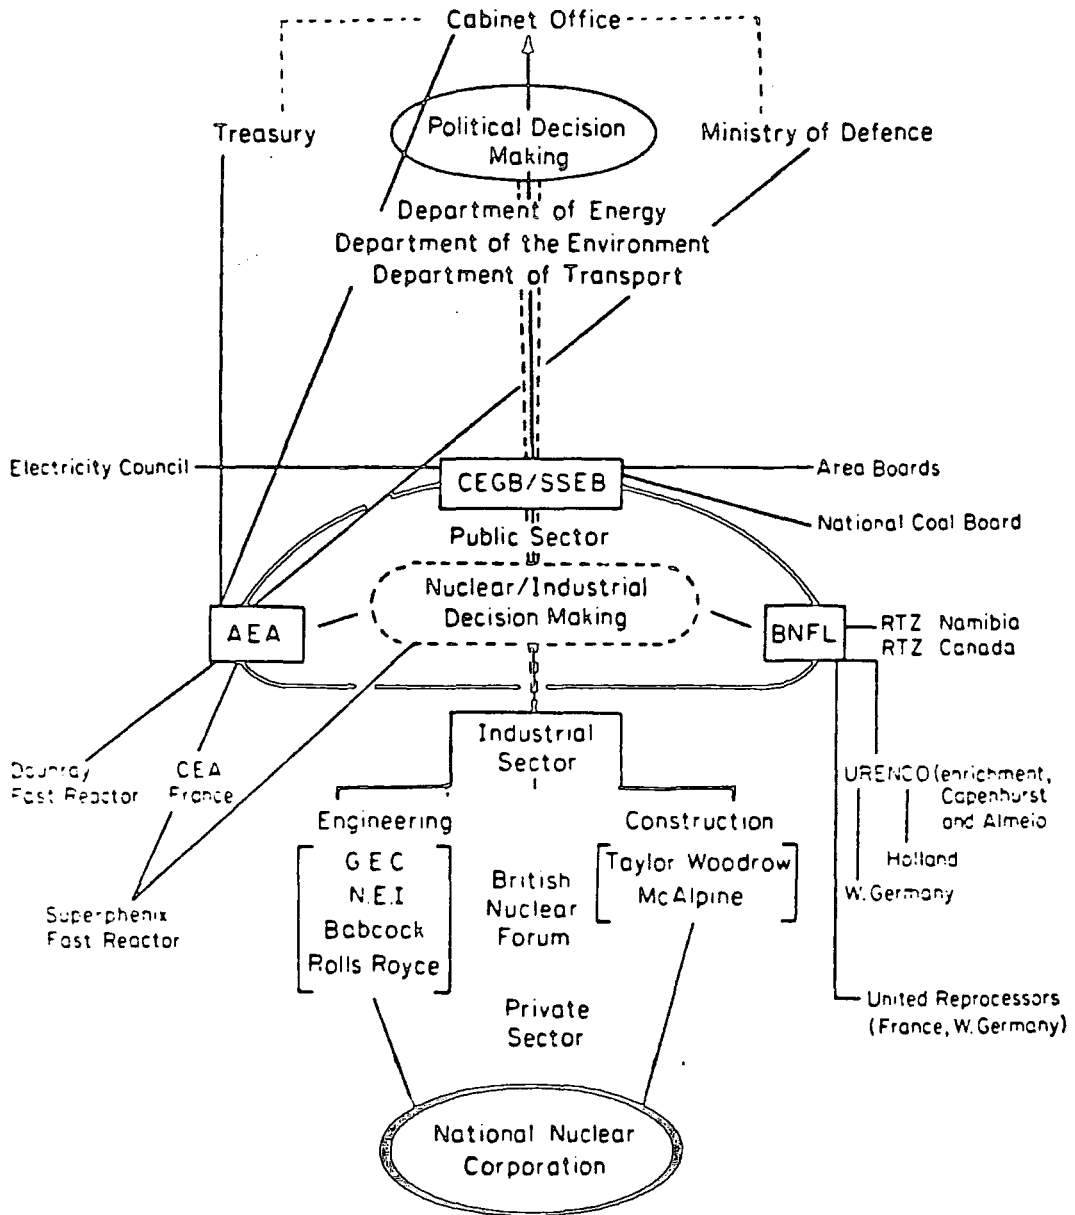 Cabinet Office
Treasury
Political Decision
Making
Ministry of Defence
Department of Energy
Department of the Environment
Department of Transport
Electricity Council
CEGB/SSEB
Area Boards
National Coal Board
Public Sector
Nuclear/Industrial
Decision Making
AEA
BNFL
RTZ Namibia
RTZ Canada
Industrial
Sector
Dounray
Fast Reactor
CEA
France
URENCO (enrichment,
Capenhurst
and Almeio
Holland
W. Germany
Engineering
GEC
N.E.I
Babcock
Rolls Royce
British
Nuclear
Forum
Construction
Taylor Woodrow
McAlpine
Superphenix
Fast Reactor
Private
Sector
United Reprocessors
(France, W. Germany)
National Nuclear
Corporation